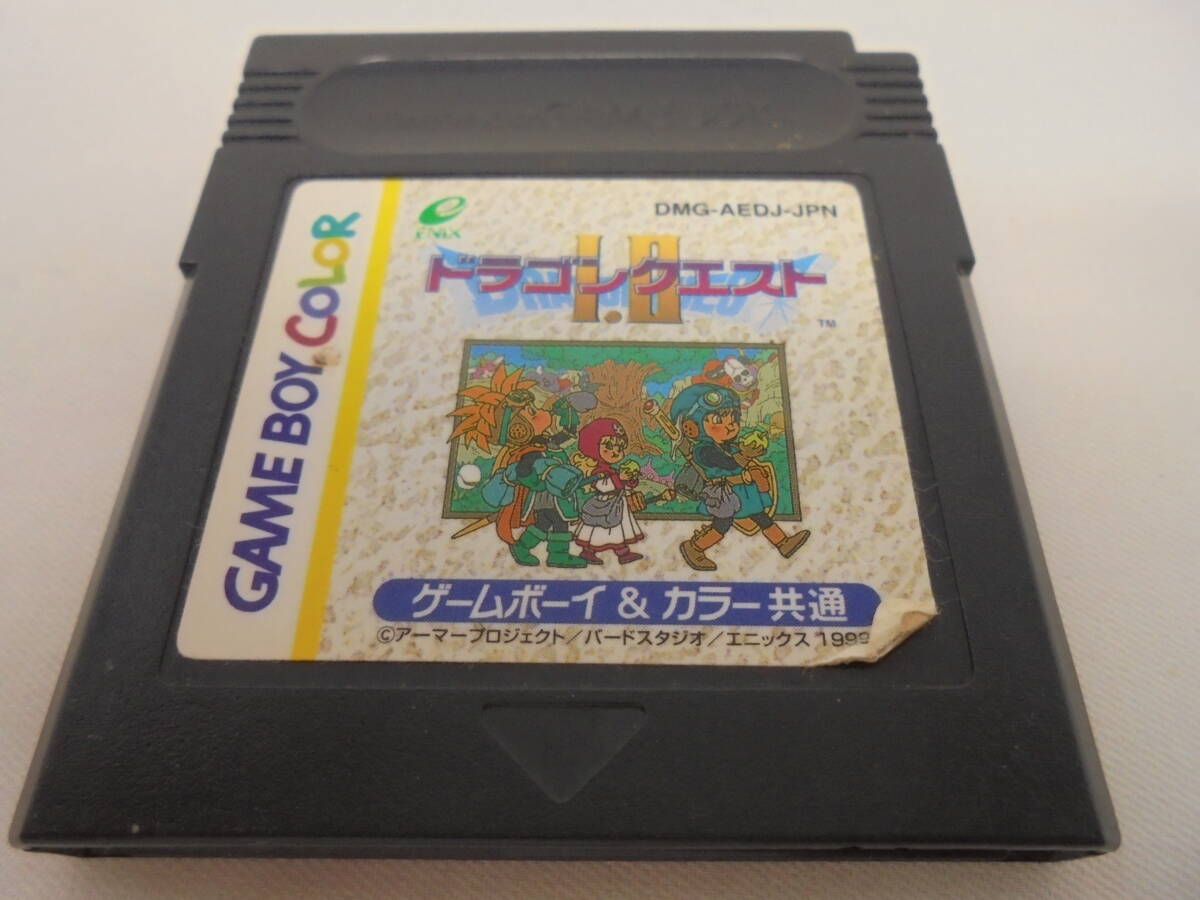 DMG-AEDJ-JPN
ENIX
ドラゴンクエスト
I・II
TM
GAME BOY COLOR
ゲームボーイ & カラー 共通
©アーマープロジェクト/バードスタジオ/エニックス 1999